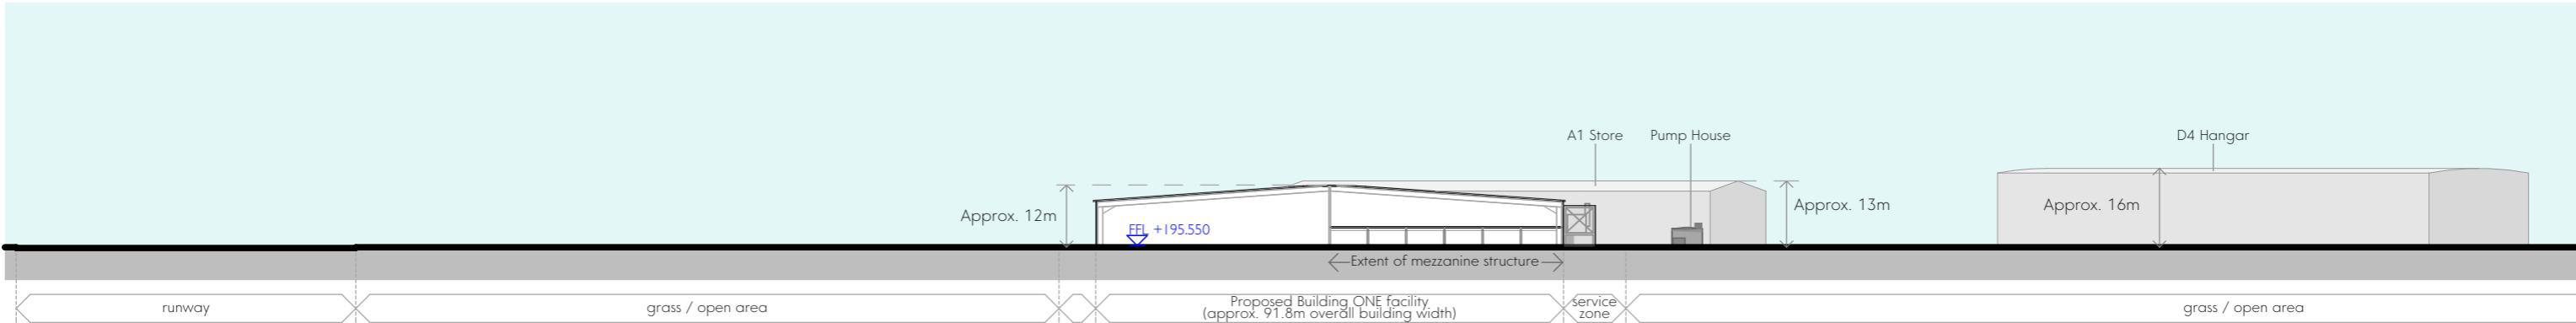 A1 Store
Pump House
D4 Hangar
Approx. 12m
Approx. 13m
Approx. 16m
FFL +195.550
Extent of mezzanine structure
runway
grass / open area
Proposed Building ONE facility
(approx. 91.8m overall building width)
service
zone
grass / open area